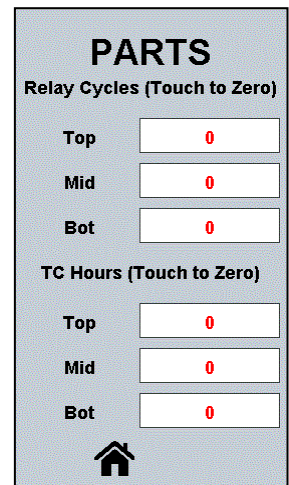 PARTS
Relay Cycles (Touch to Zero)
Top 0
Mid 0
Bot 0
TC Hours (Touch to Zero)
Top 0
Mid 0
Bot 0